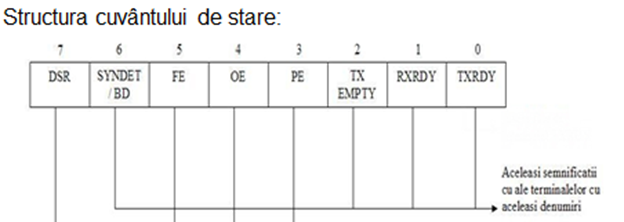 Structura cuvântului de stare:
7 6 5 4 3 2 1 0
DSR SYNDET FE OE PE TX RXRDY TXRDY
/ BD EMPTY
Aceleasi semnificatii
cu ale terminalelor cu
aceleasi denumiri